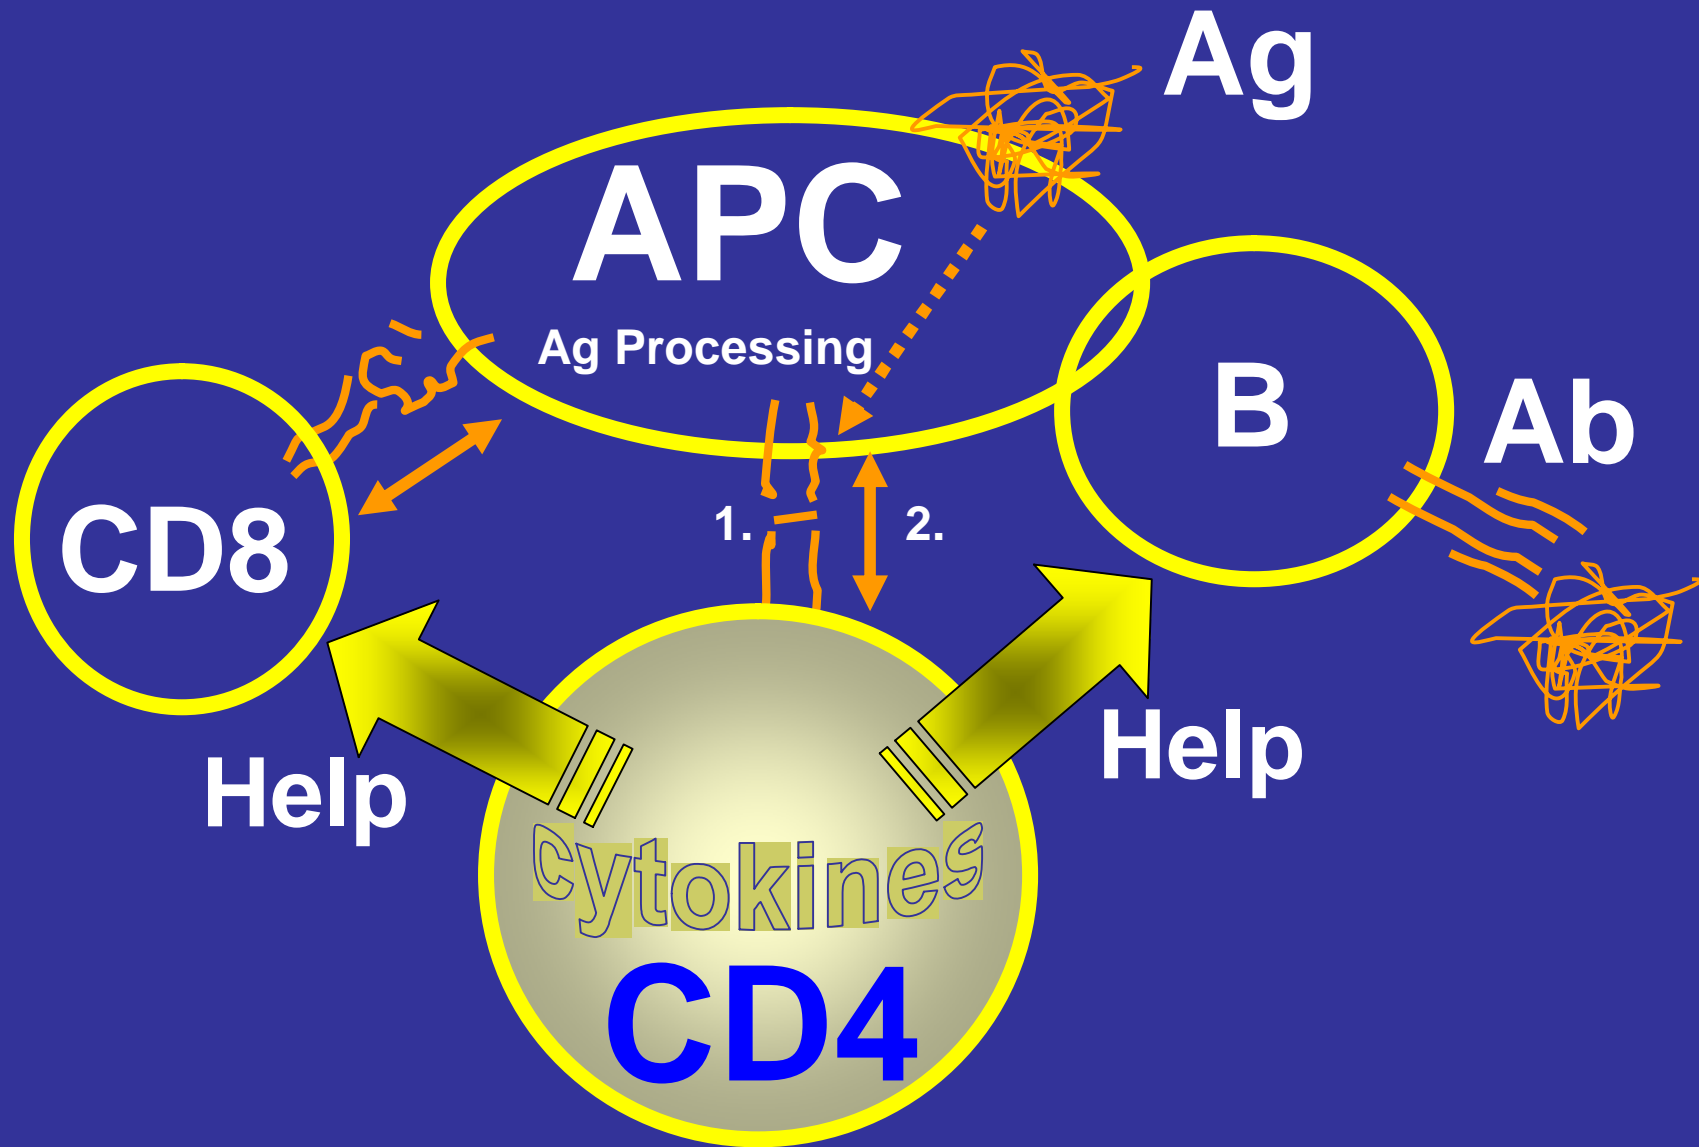 Ag
APC
Ag Processing
B
Ab
CD8
1.
2.
Help
Help
cytokines
CD4